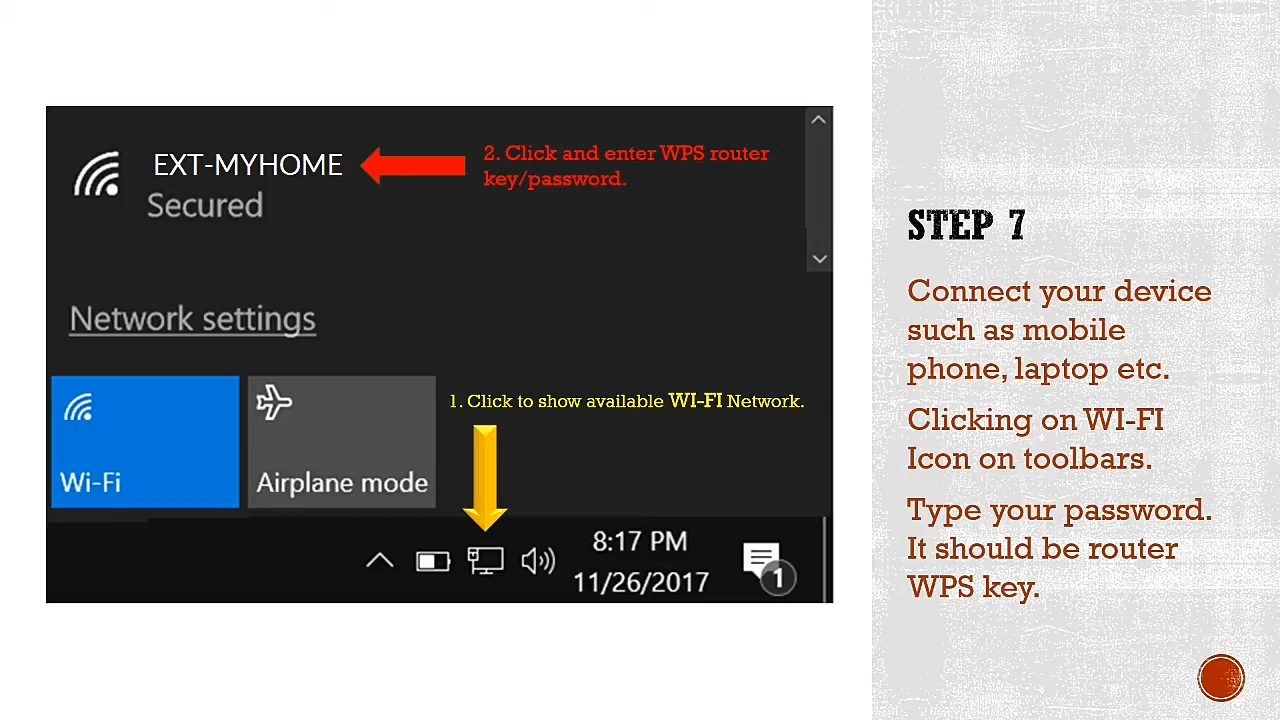 EXT-MYHOME
Secured
2. Click and enter WPS router
key/password.
Network settings
Wi-Fi
Airplane mode
1. Click to show available WI-FI Network.
8:17 PM
11/26/2017
1
STEP 7
Connect your device
such as mobile
phone, laptop etc.
Clicking on WI-FI
Icon on toolbars.
Type your password.
It should be router
WPS key.